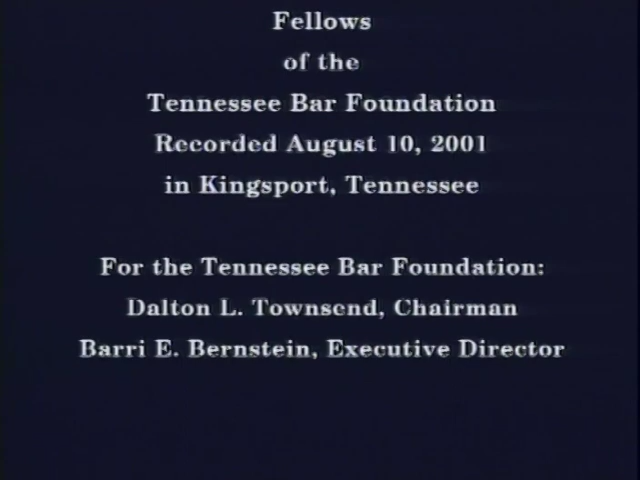 Fellows
of the
Tennessee Bar Foundation
Recorded August 10, 2001
in Kingsport, Tennessee
For the Tennessee Bar Foundation:
Dalton L. Townsend, Chairman
Barri E. Bernstein, Executive Director